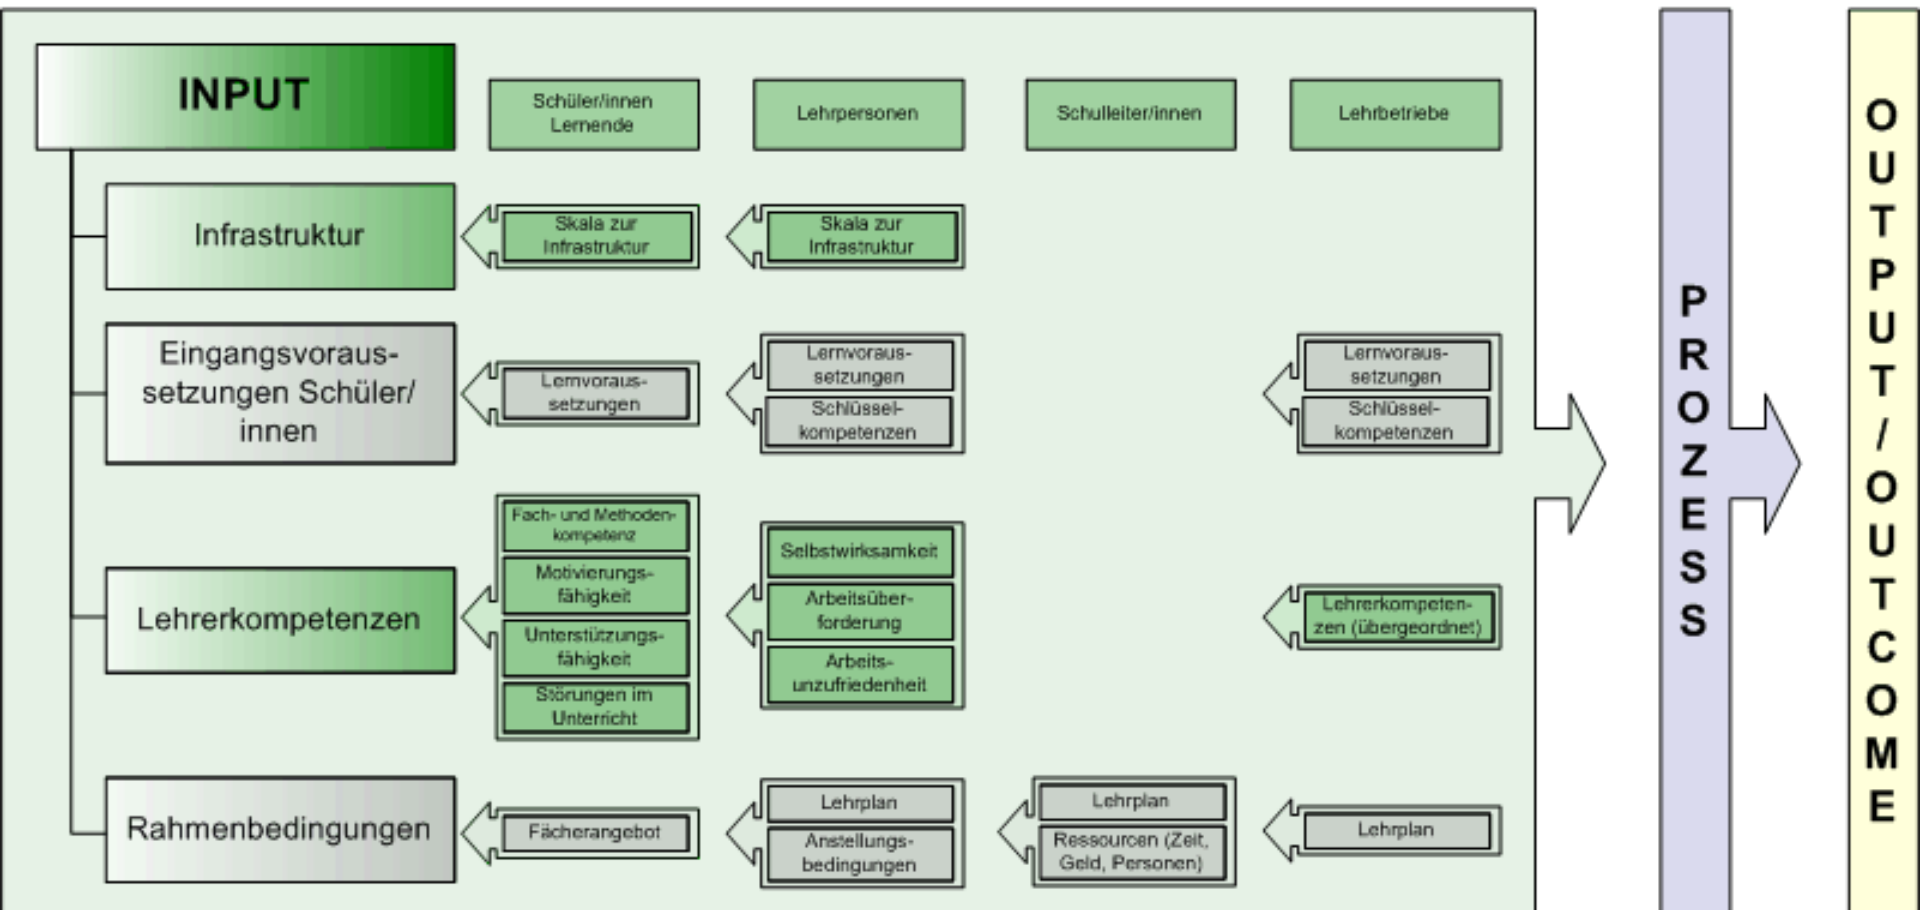 INPUT
Schüler/innen
Lernende
Lehrpersonen
Schulleiter/innen
Lehrbetriebe
Infrastruktur
Skala zur
Infrastruktur
Skala zur
Infrastruktur
Eingangsvoraus-
setzungen Schüler/
innen
Lernvoraus-
setzungen
Lernvoraus-
setzungen
Schlüssel-
kompetenzen
Lernvoraus-
setzungen
Schlüssel-
kompetenzen
Lehrerkompetenzen
Fach- und Methoden-
kompetenz
Motivierungs-
fähigkeit
Unterstützungs-
fähigkeit
Störungen im
Unterricht
Selbstwirksamkeit
Arbeitsüber-
forderung
Arbeits-
unzufriedenheit
Lehrerkompeten-
zen (übergeordnet)
Rahmenbedingungen
Fächerangebot
Lehrplan
Anstellungs-
bedingungen
Lehrplan
Ressourcen (Zeit,
Geld, Personen)
Lehrplan
PROZESS
OUTPUT/OUTCOME